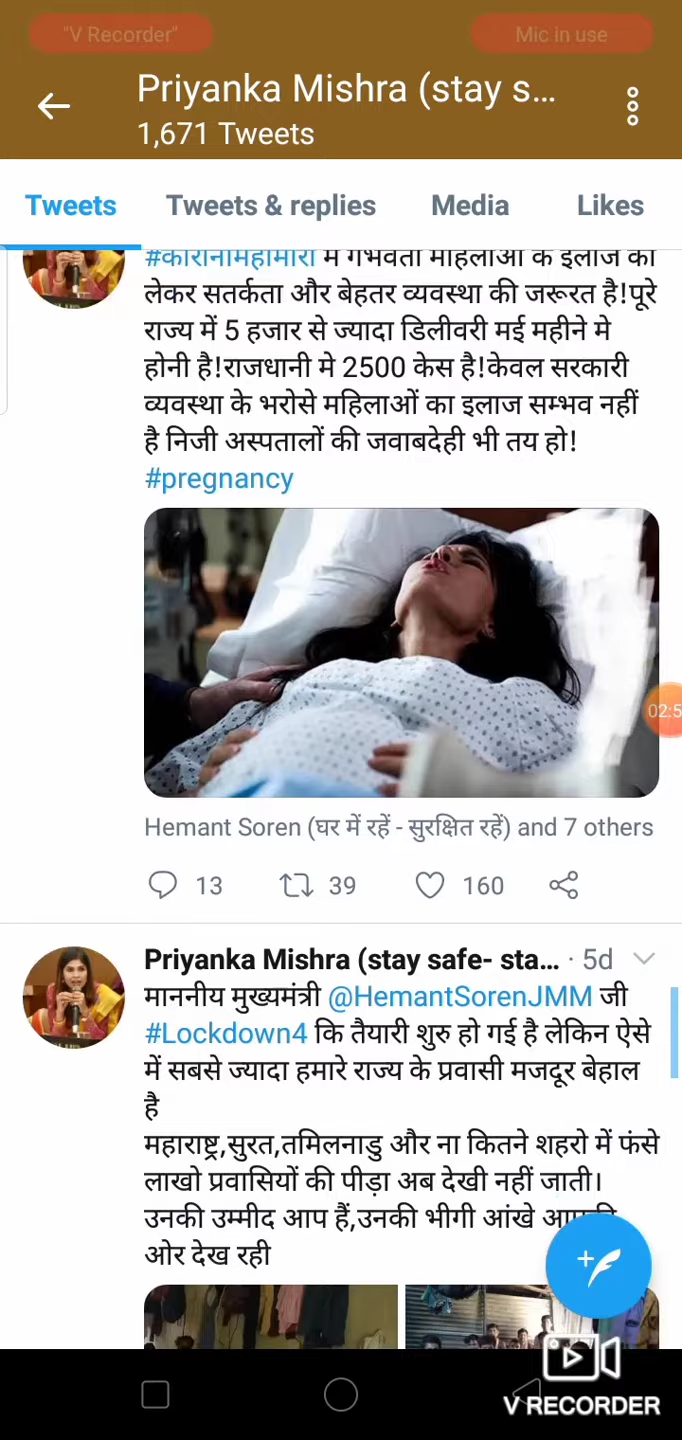 "V Recorder"
Mic in use
Priyanka Mishra (stay s...
1,671 Tweets
Tweets
Tweets & replies
Media
Likes
#कोरोनामहामारी में गर्भवती महिलाओं के इलाज को
लेकर सतर्कता और बेहतर व्यवस्था की जरूरत है!पूरे
राज्य में 5 हजार से ज्यादा डिलीवरी मई महीने मे
होनी है!राजधानी मे 2500 केस है!केवल सरकारी
व्यवस्था के भरोसे महिलाओं का इलाज सम्भव नहीं
है निजी अस्पतालों की जवाबदेही भी तय हो!
#pregnancy
02:5
Hemant Soren (घर में रहें - सुरक्षित रहें) and 7 others
13
39
160
Priyanka Mishra (stay safe- sta... · 5d
माननीय मुख्यमंत्री @HemantSorenJMM जी
#Lockdown4 कि तैयारी शुरु हो गई है लेकिन ऐसे
में सबसे ज्यादा हमारे राज्य के प्रवासी मजदूर बेहाल
है
महाराष्ट्र,सुरत,तमिलनाडु और ना कितने शहरो में फंसे
लाखो प्रवासियों की पीड़ा अब देखी नहीं जाती।
उनकी उम्मीद आप हैं,उनकी भीगी आंखे
ओर देख रही
V RECORDER